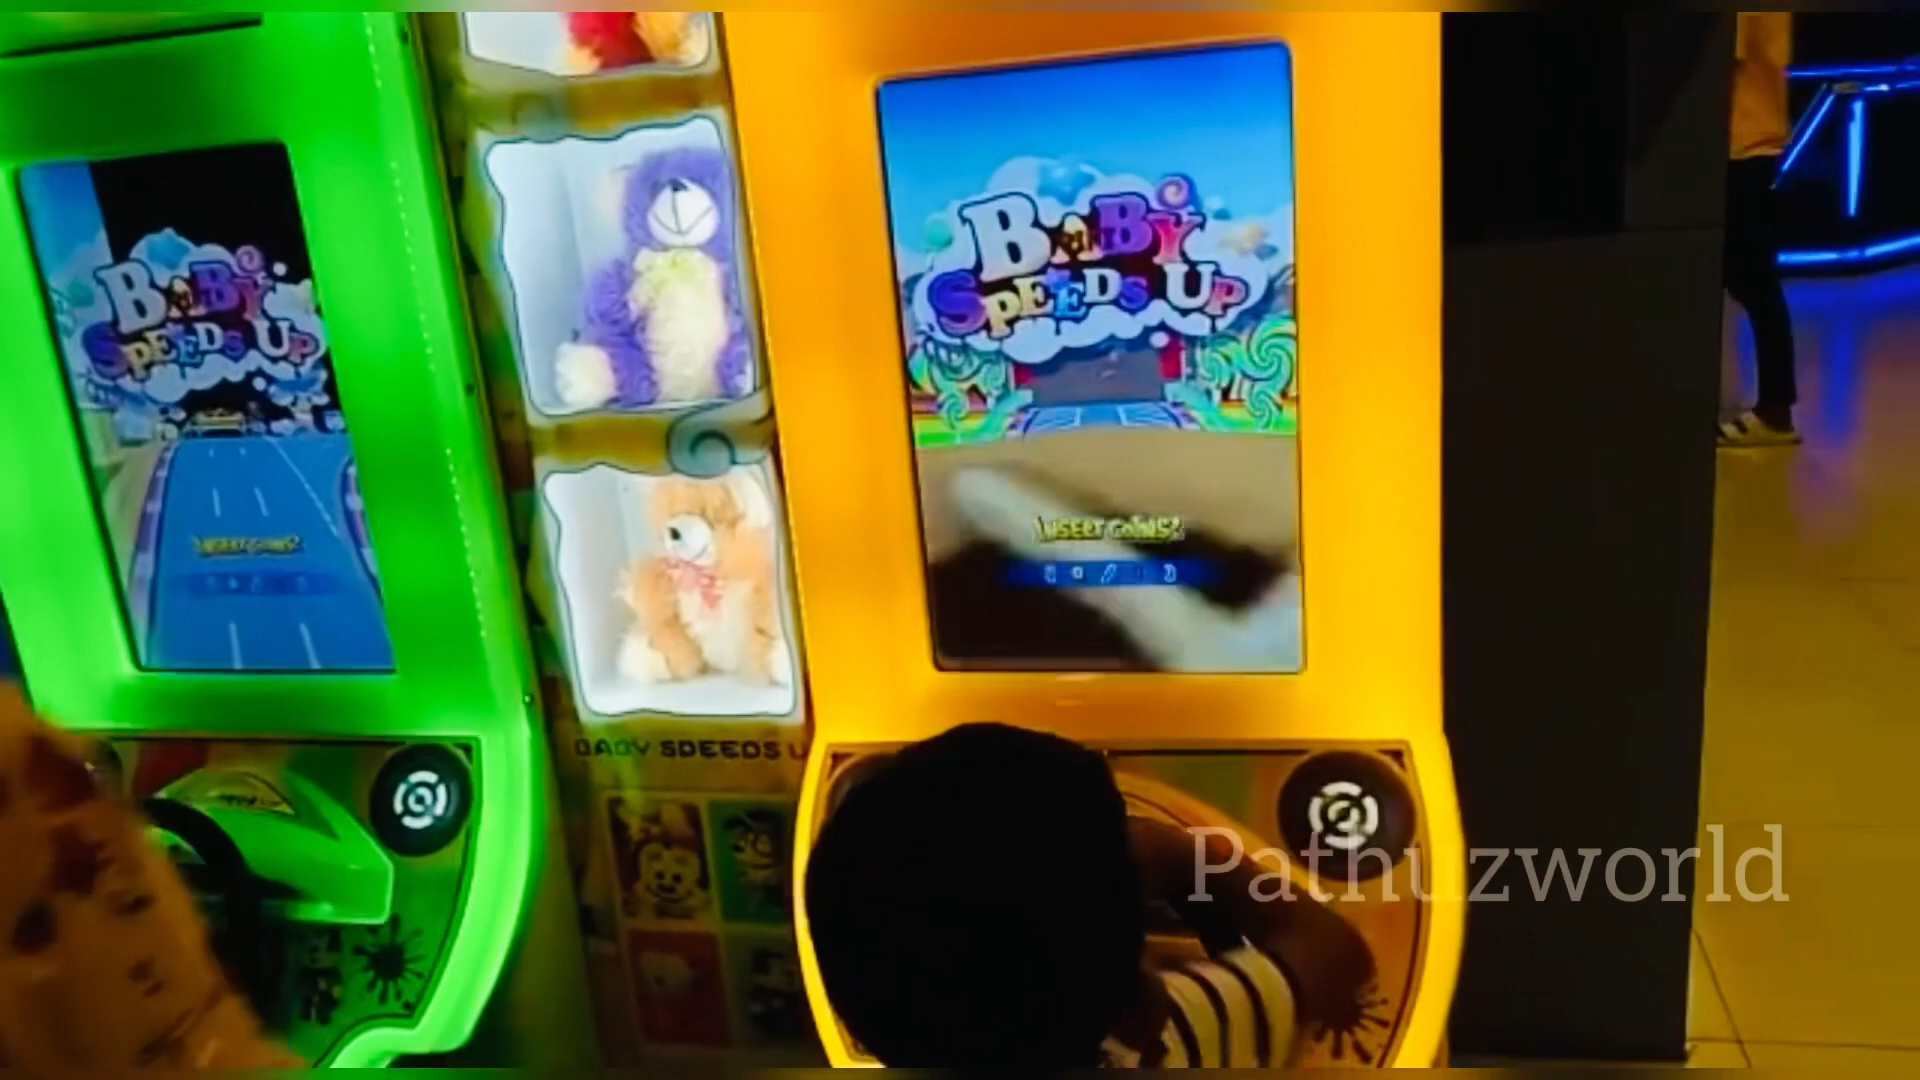 BABY
SPEEDS UP
INSERT COINS!
BABY
SPEEDS UP
INSERT COINS!
BABY SPEEDS U
Pathuzworld